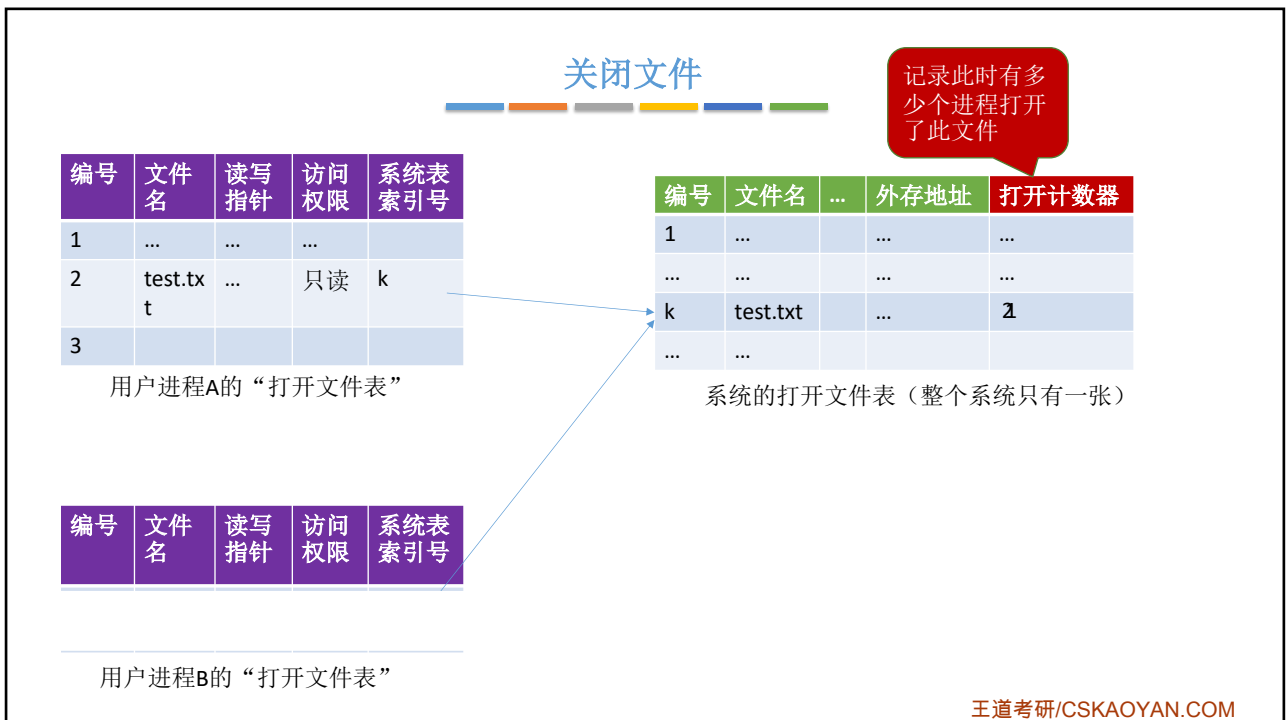 关闭文件
记录此时有多
少个进程打开
了此文件
编号 文件名 读写指针 访问权限 系统表索引号
1 … … …
2 test.txt … 只读 k
3
用户进程A的“打开文件表”
编号 文件名 … 外存地址 打开计数器
1 … … …
… … … …
k test.txt …
… …
系统的打开文件表（整个系统只有一张）
编号 文件名 读写指针 访问权限 系统表索引号
用户进程B的“打开文件表”
王道考研/CSKAOYAN.COM